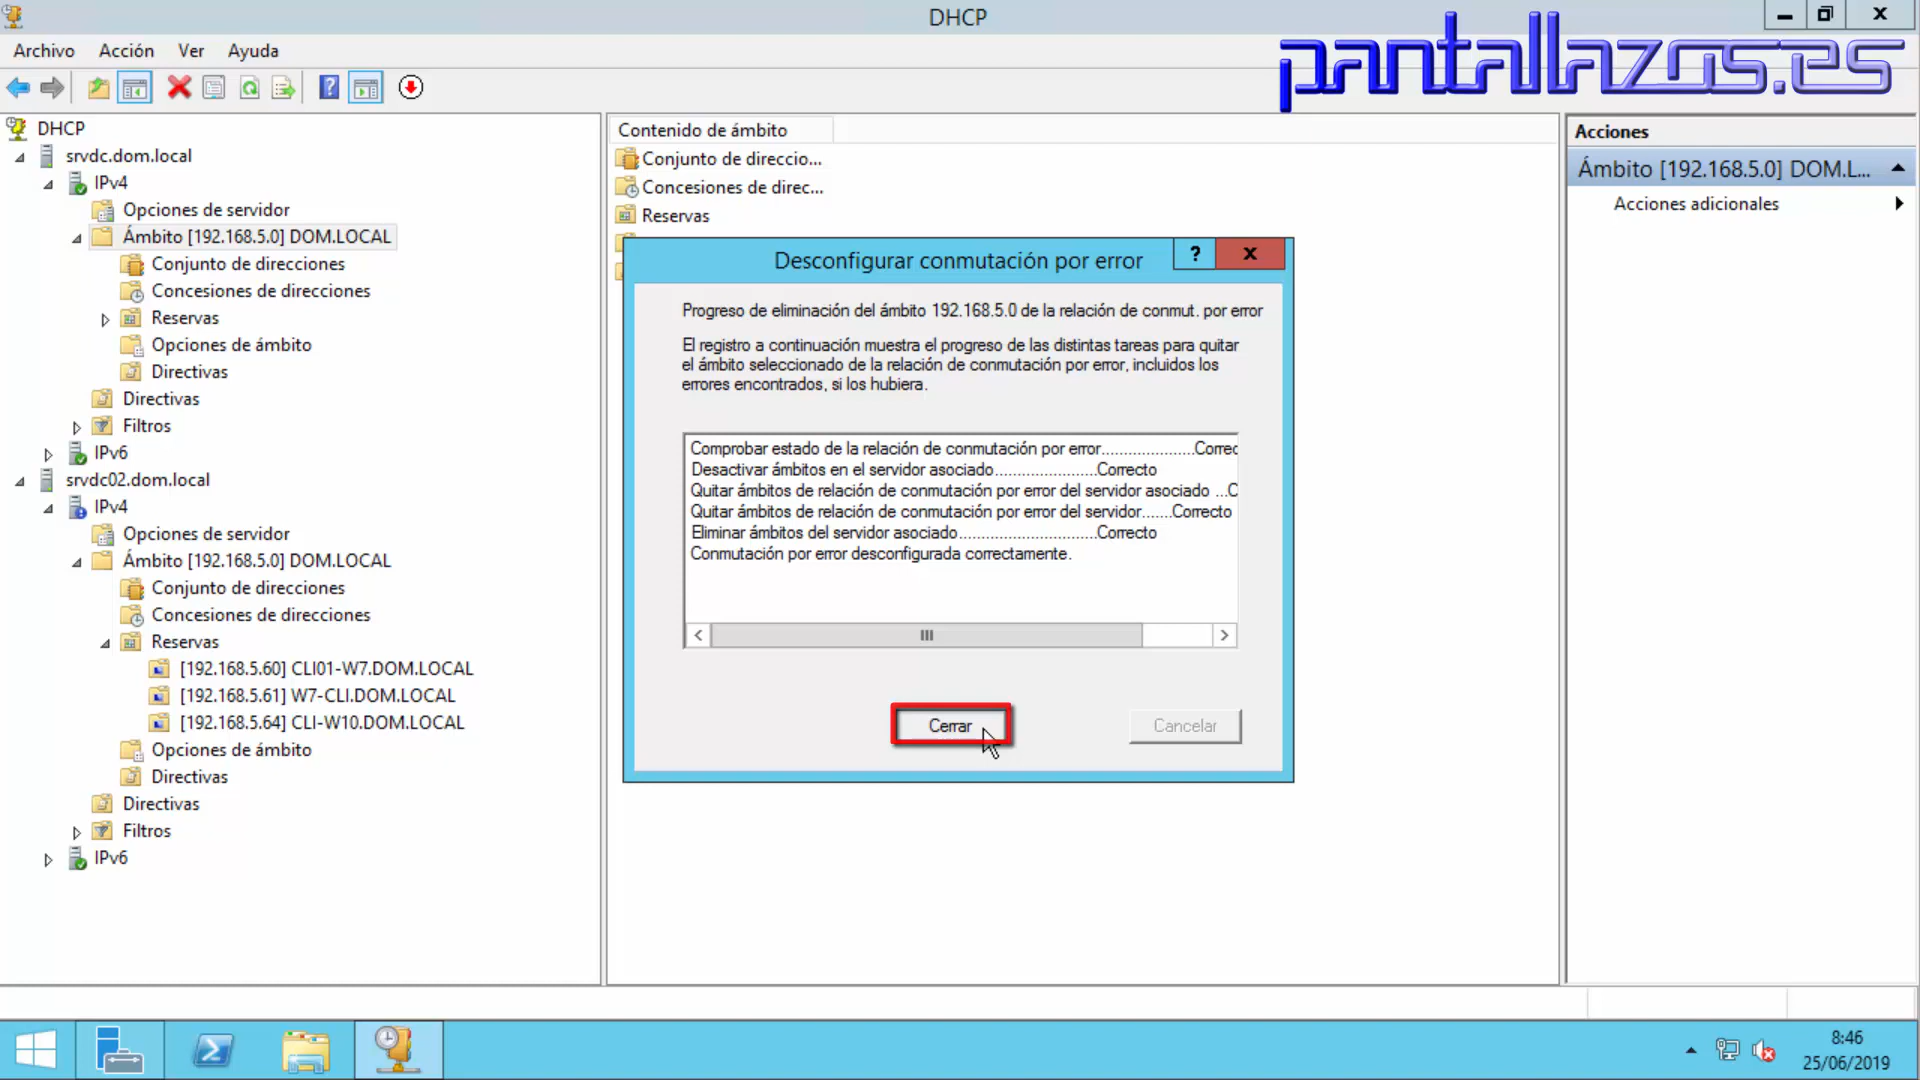 DHCP
pantallazos.es
Archivo Acción Ver Ayuda
DHCP
srvdc.dom.local
IPv4
Opciones de servidor
Ámbito [192.168.5.0] DOM.LOCAL
Conjunto de direcciones
Concesiones de direcciones
Reservas
Opciones de ámbito
Directivas
Directivas
Filtros
IPv6
srvdc02.dom.local
IPv4
Opciones de servidor
Ámbito [192.168.5.0] DOM.LOCAL
Conjunto de direcciones
Concesiones de direcciones
Reservas
[192.168.5.60] CLI01-W7.DOM.LOCAL
[192.168.5.61] W7-CLI.DOM.LOCAL
[192.168.5.64] CLI-W10.DOM.LOCAL
Opciones de ámbito
Directivas
Directivas
Filtros
IPv6
Contenido de ámbito
Conjunto de direccio...
Concesiones de direc...
Reservas
Desconfigurar conmutación por error
Progreso de eliminación del ámbito 192.168.5.0 de la relación de conmut. por error
El registro a continuación muestra el progreso de las distintas tareas para quitar
el ámbito seleccionado de la relación de conmutación por error, incluidos los
errores encontrados, si los hubiera.
Comprobar estado de la relación de conmutación por error.....................Correc
Desactivar ámbitos en el servidor asociado.......................Correcto
Quitar ámbitos de relación de conmutación por error del servidor asociado ...C
Quitar ámbitos de relación de conmutación por error del servidor.......Correcto
Eliminar ámbitos del servidor asociado...............................Correcto
Conmutación por error desconfigurada correctamente.
Cerrar
Cancelar
Acciones
Ámbito [192.168.5.0] DOM.L...
Acciones adicionales
8:46
25/06/2019